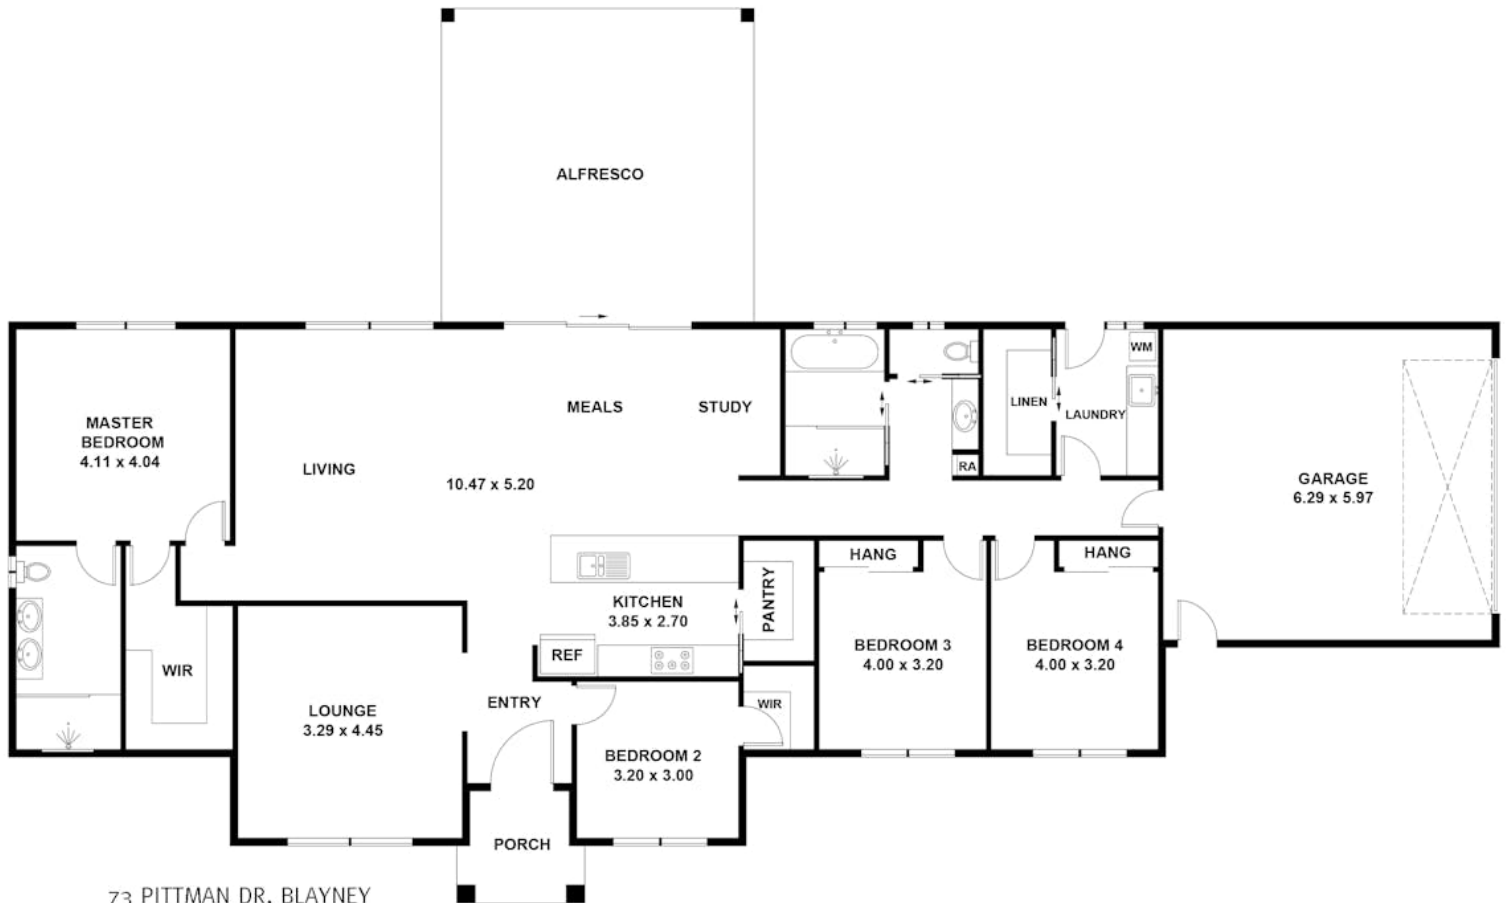 ALFRESCO
MASTER
BEDROOM
4.11 x 4.04
LIVING
MEALS
STUDY
10.47 x 5.20
LINEN
LAUNDRY
WM
RA
GARAGE
6.29 x 5.97
KITCHEN
3.85 x 2.70
REF
PANTRY
HANG
HANG
BEDROOM 3
4.00 x 3.20
BEDROOM 4
4.00 x 3.20
WIR
LOUNGE
3.29 x 4.45
ENTRY
WIR
BEDROOM 2
3.20 x 3.00
PORCH
73 PITTMAN DR. BLAYNEY